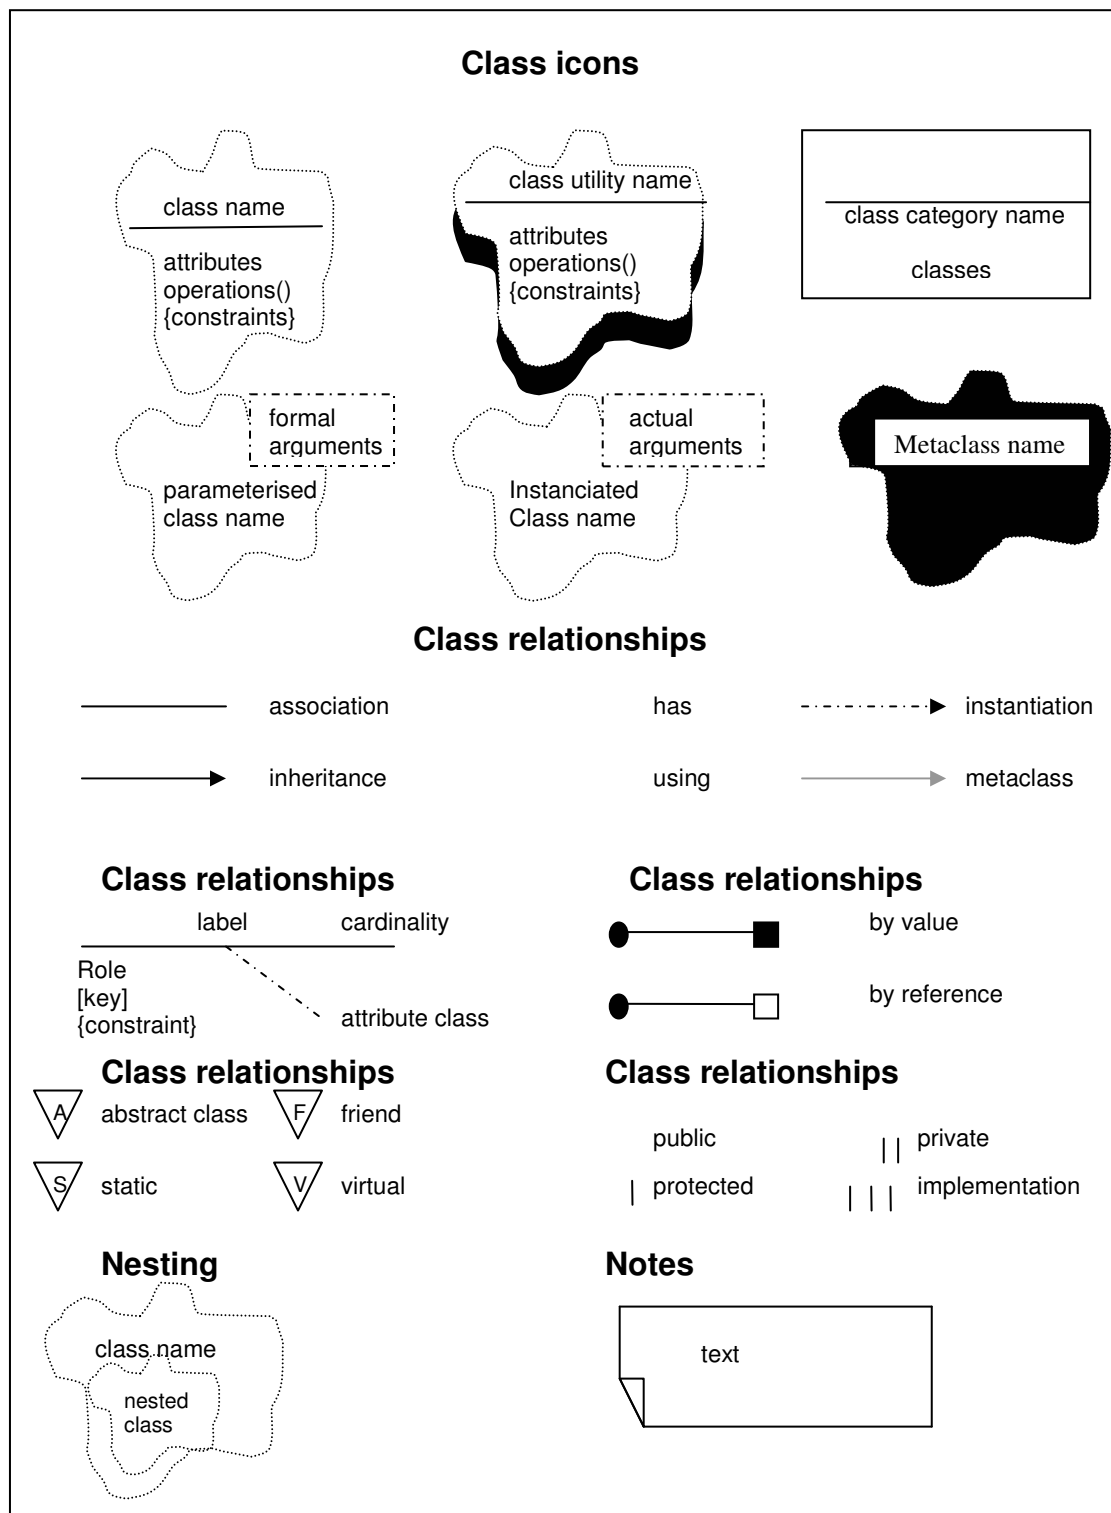 Class icons
class name
attributes
operations()
{constraints}
class utility name
attributes
operations()
{constraints}
class category name
classes
formal
arguments
parameterised
class name
actual
arguments
Instanciated
Class name
Metaclass name
Class relationships
association
has
instantiation
inheritance
using
metaclass
Class relationships
label
cardinality
Role
[key]
{constraint}
attribute class
Class relationships
by value
by reference
Class relationships
A
abstract class
F
friend
S
static
V
virtual
Class relationships
public
private
protected
implementation
Nesting
class name
nested
class
Notes
text